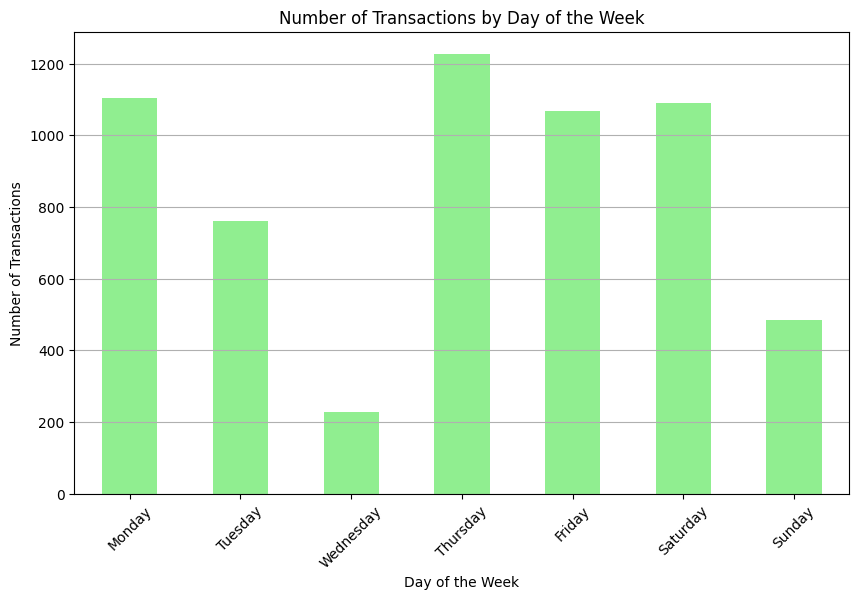 Number of Transactions by Day of the Week
Number of Transactions
1200
1000
800
600
400
200
0
Monday
Tuesday
Wednesday
Thursday
Friday
Saturday
Sunday
Day of the Week